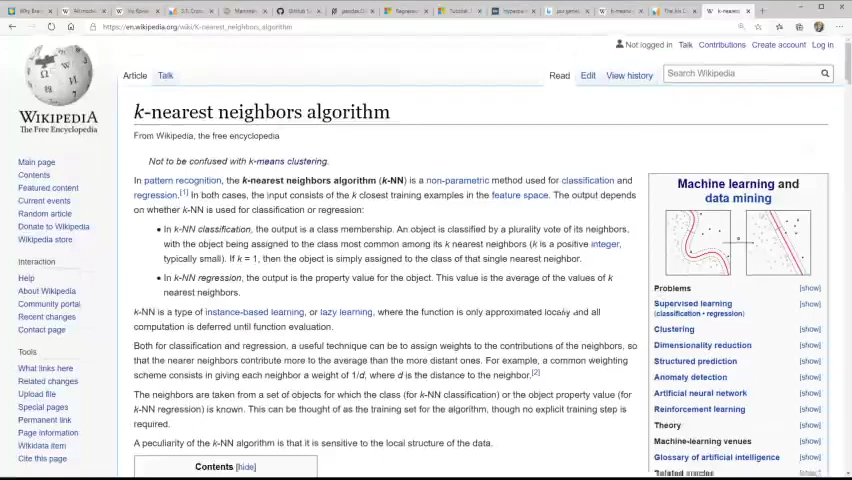 Why Bre
Tutorial:
Hyperpa
https://en.wikipedia.org/wiki/K-nearest_neighbors_algorithm
Not logged in Talk Contributions Create account Log in
Article Talk Read Edit View history Search Wikipedia
WIKIPEDIA
The Free Encyclopedia
k-nearest neighbors algorithm
From Wikipedia, the free encyclopedia
Not to be confused with k-means clustering.
In pattern recognition, the k-nearest neighbors algorithm (k-NN) is a non-parametric method used for classification and
regression.[1] In both cases, the input consists of the k closest training examples in the feature space. The output depends
on whether k-NN is used for classification or regression:
In k-NN classification, the output is a class membership. An object is classified by a plurality vote of its neighbors,
with the object being assigned to the class most common among its k nearest neighbors (k is a positive integer,
typically small). If k = 1, then the object is simply assigned to the class of that single nearest neighbor.
In k-NN regression, the output is the property value for the object. This value is the average of the values of k
nearest neighbors.
k-NN is a type of instance-based learning, or lazy learning, where the function is only approximated locally and all
computation is deferred until function evaluation.
Both for classification and regression, a useful technique can be to assign weights to the contributions of the neighbors, so
that the nearer neighbors contribute more to the average than the more distant ones. For example, a common weighting
scheme consists in giving each neighbor a weight of 1/d, where d is the distance to the neighbor.[2]
The neighbors are taken from a set of objects for which the class (for k-NN classification) or the object property value (for
k-NN regression) is known. This can be thought of as the training set for the algorithm, though no explicit training step is
required.
A peculiarity of the k-NN algorithm is that it is sensitive to the local structure of the data.
Contents [hide]
Main page
Contents
Featured content
Current events
Random article
Donate to Wikipedia
Wikipedia store
Interaction
Help
About Wikipedia
Community portal
Recent changes
Contact page
Tools
What links here
Related changes
Upload file
Special pages
Permanent link
Page information
Wikidata item
Cite this page
Machine learning and
data mining
Problems [show]
Supervised learning [show]
(classification • regression)
Clustering [show]
Dimensionality reduction [show]
Structured prediction [show]
Anomaly detection [show]
Artificial neural network [show]
Reinforcement learning [show]
Theory [show]
Machine-learning venues [show]
Glossary of artificial intelligence [show]
Related articles [show]